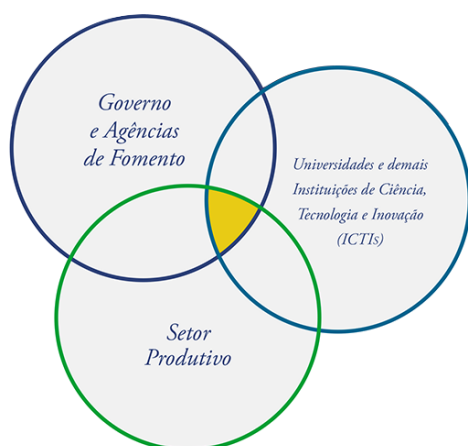 Governo
e Agências
de Fomento
Universidades e demais
Instituições de Ciência,
Tecnologia e Inovação
(ICTIs)
Setor
Produtivo